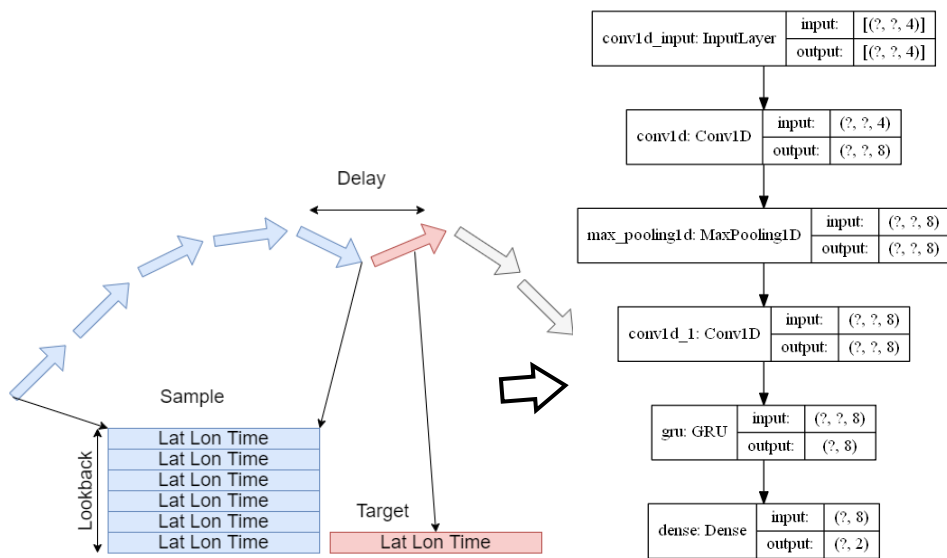 Delay
Sample
Lookback
Lat Lon Time
Lat Lon Time
Lat Lon Time
Lat Lon Time
Lat Lon Time
Lat Lon Time
Target
Lat Lon Time
conv1d_input: InputLayer
input: [(?, ?, 4)]
output: [(?, ?, 4)]
conv1d: Conv1D
input: (?, ?, 4)
output: (?, ?, 8)
max_pooling1d: MaxPooling1D
input: (?, ?, 8)
output: (?, ?, 8)
conv1d_1: Conv1D
input: (?, ?, 8)
output: (?, ?, 8)
gru: GRU
input: (?, ?, 8)
output: (?, 8)
dense: Dense
input: (?, 8)
output: (?, 2)